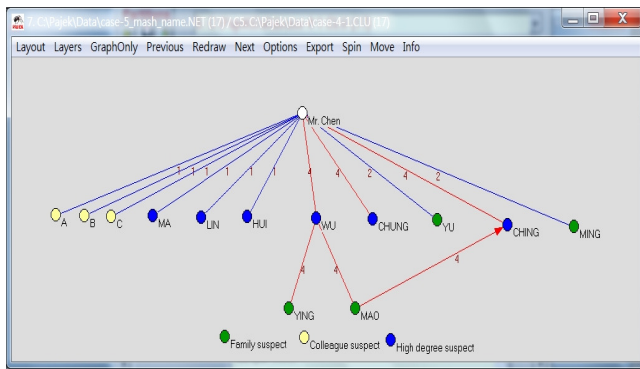 7. C:\Pajek\Data\case-5_mash_name.NET (17) / C5. C:\Pajek\Data\case-4-1.CLU (17)
Layout Layers GraphOnly Previous Redraw Next Options Export Spin Move Info
Mr. Chen
1 1 1 1 1 1 4 4 2 4 2
A B C MA LIN HUI WU CHUNG YU CHING MING
4 4 4
YING MAO
Family suspect Colleague suspect High degree suspect